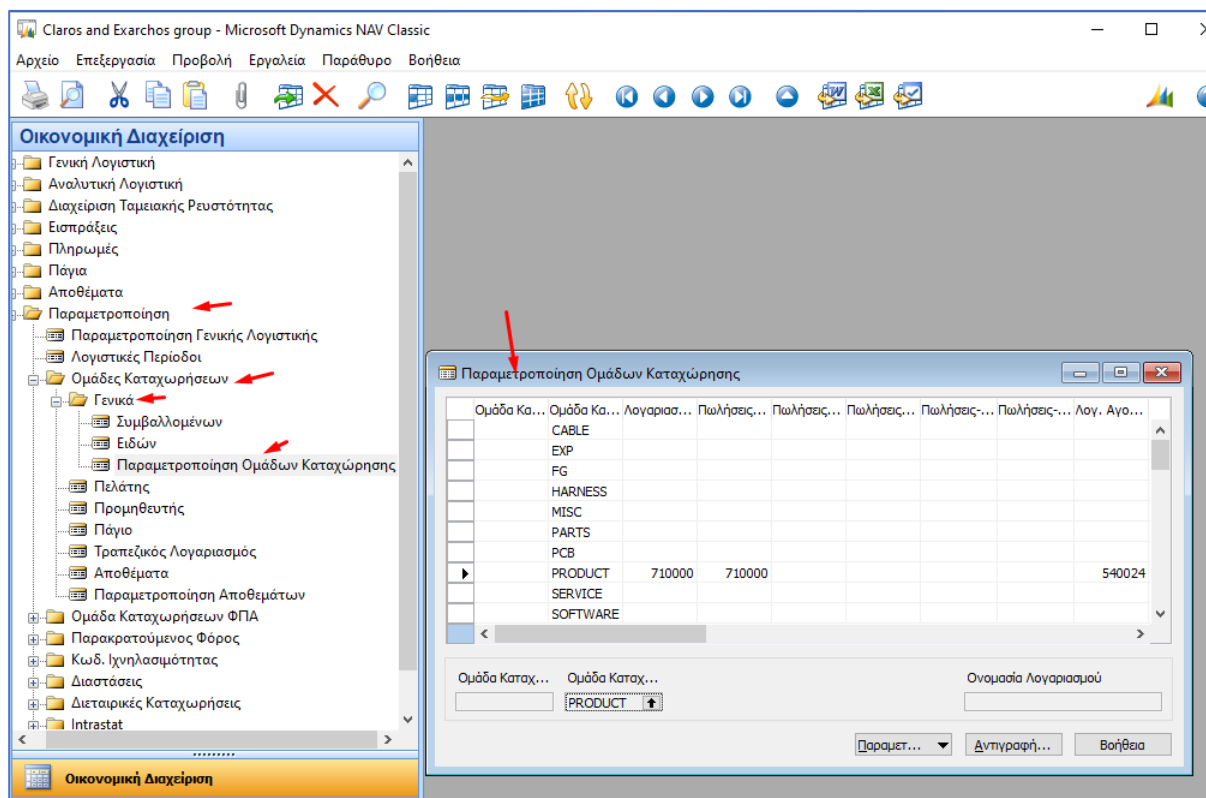 Claros and Exarchos group - Microsoft Dynamics NAV Classic
Αρχείο Επεξεργασία Προβολή Εργαλεία Παράθυρο Βοήθεια
Οικονομική Διαχείριση
Γενική Λογιστική
Αναλυτική Λογιστική
Διαχείριση Ταμειακής Ρευστότητας
Εισπράξεις
Πληρωμές
Πάγια
Αποθέματα
Παραμετροποίηση
Παραμετροποίηση Γενικής Λογιστικής
Λογιστικές Περίοδοι
Ομάδες Καταχωρήσεων
Γενικά
Συμβαλλομένων
Ειδών
Παραμετροποίηση Ομάδων Καταχώρησης
Πελάτης
Προμηθευτής
Πάγιο
Τραπεζικός Λογαριασμός
Αποθέματα
Παραμετροποίηση Αποθεμάτων
Ομάδα Καταχωρήσεων ΦΠΑ
Παρακρατούμενος Φόρος
Κωδ. Ιχνηλασιμότητας
Διαστάσεις
Διεταιρικές Καταχωρήσεις
Intrastat
Οικονομική Διαχείριση
Παραμετροποίηση Ομάδων Καταχώρησης
Ομάδα Κα... Ομάδα Κα... Λογαριασ... Πωλήσεις... Πωλήσεις... Πωλήσεις... Πωλήσεις-... Πωλήσεις-... Λογ. Αγο...
CABLE
EXP
FG
HARNESS
MISC
PARTS
PCB
PRODUCT 710000 710000 540024
SERVICE
SOFTWARE
Ομάδα Καταχ... Ομάδα Καταχ... Ονομασία Λογαριασμού
PRODUCT
Παραμετ... Αντιγραφή... Βοήθεια